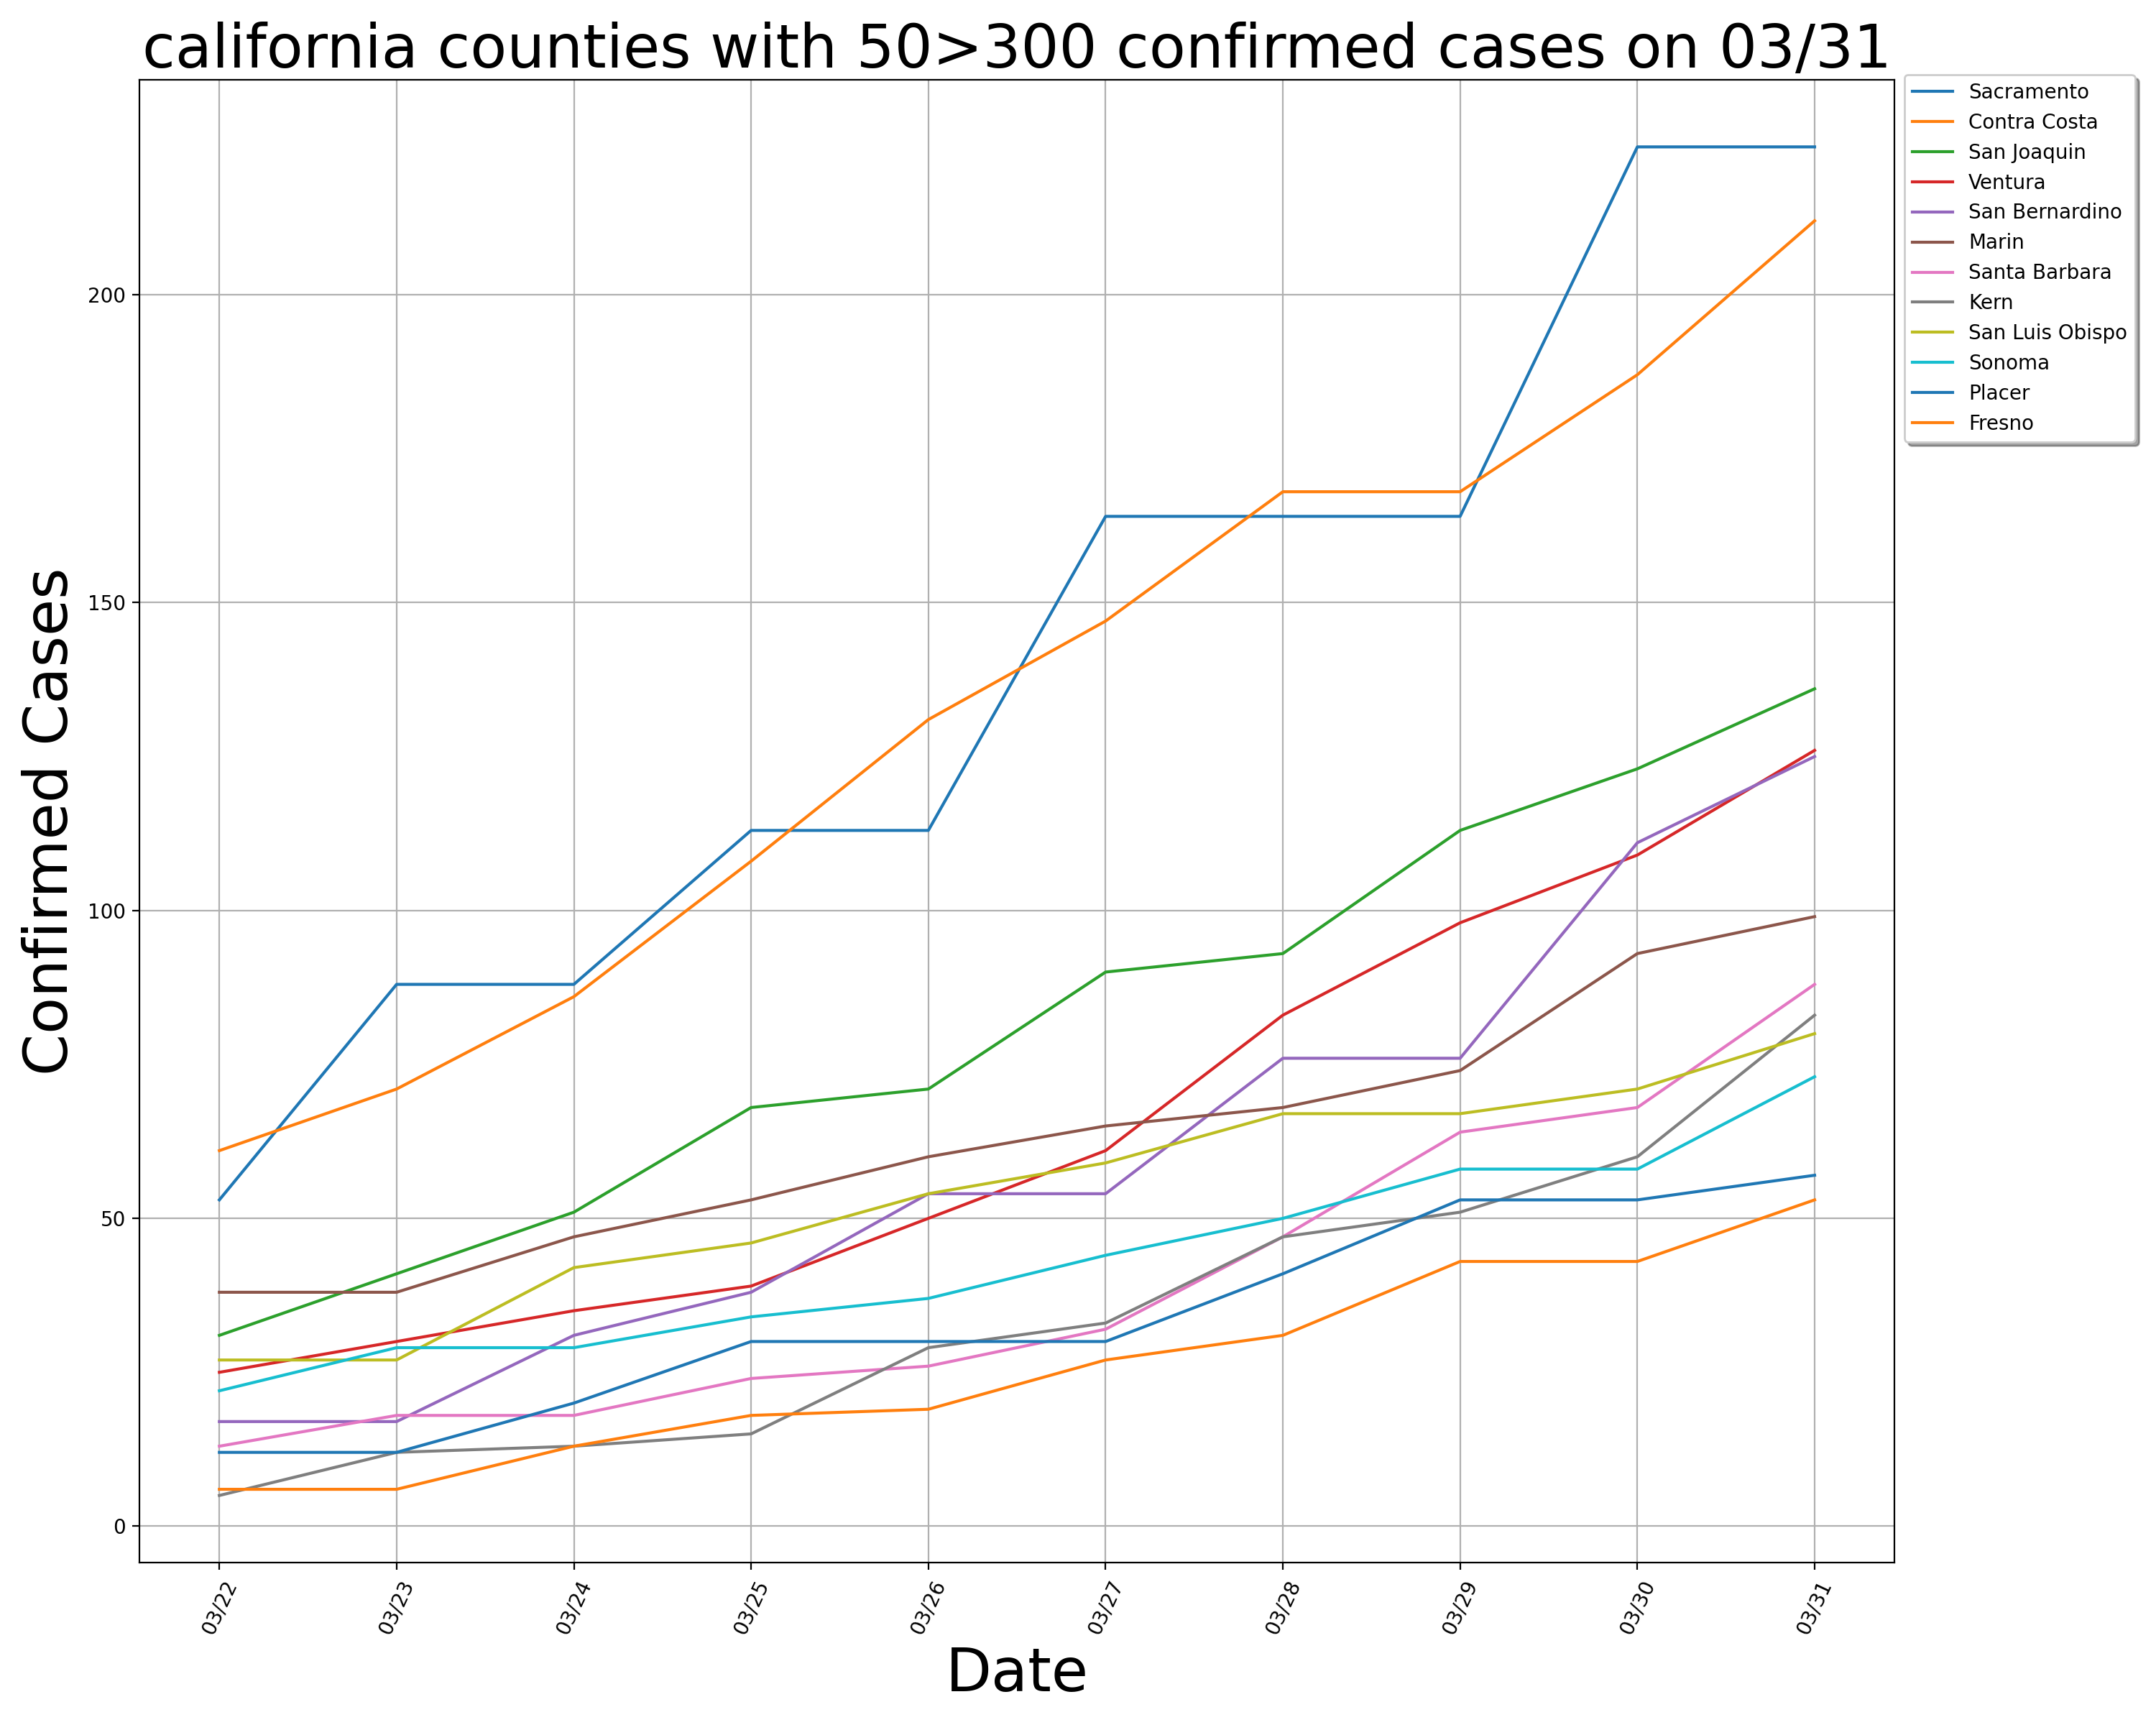 california counties with 50>300 confirmed cases on 03/31
Sacramento
Contra Costa
San Joaquin
Ventura
San Bernardino
Marin
Santa Barbara
Kern
San Luis Obispo
Sonoma
Placer
Fresno
Confirmed Cases
200
150
100
50
0
03/22
03/23
03/24
03/25
03/26
03/27
03/28
03/29
03/30
03/31
Date